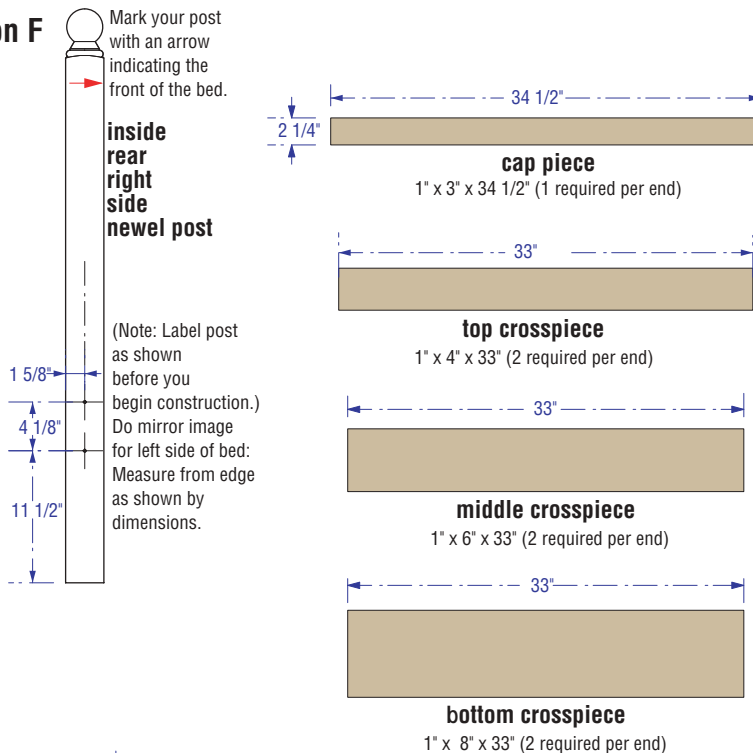 on F
Mark your post
with an arrow
indicating the
front of the bed.
inside
rear
right
side
newel post
(Note: Label post
as shown
before you
begin construction.)
Do mirror image
for left side of bed:
Measure from edge
as shown by
dimensions.
1 5/8"
4 1/8"
11 1/2"
34 1/2"
2 1/4"
cap piece
1" x 3" x 34 1/2" (1 required per end)
33"
top crosspiece
1" x 4" x 33" (2 required per end)
33"
middle crosspiece
1" x 6" x 33" (2 required per end)
33"
bottom crosspiece
1" x 8" x 33" (2 required per end)